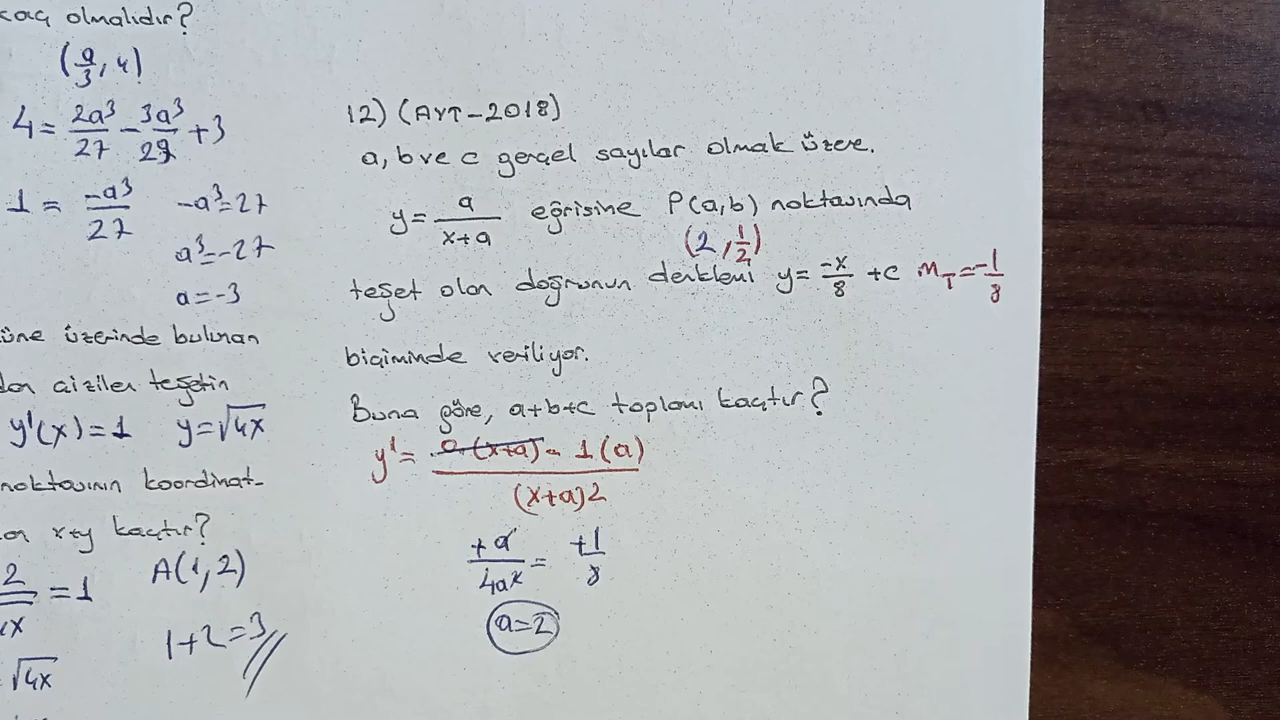 kaç olmalıdır?
(a/3, 4)
4 = 2a³/27 - 3a³/27 + 3
1 = -a³/27
-a³=27
a³=-27
a=-3
üne üzerinde bulunan
çizilen teğetin
y'(x) = 1 y=√4x
noktasının koordinat-
x+y kaçtır?
2 = 1
A(1, 2)
1+2=3//
√4x
12) (AYT-2018)
a, b ve c gerçel sayılar olmak üzere.
y= a/(x+a) eğrisine P(a,b) noktasında
(2, 1/2)
teğet olan doğrunun denklemi y= -x/8 +c m_T=-1/8
biçiminde veriliyor.
Buna göre, a+b+c toplamı kaçtır?
y' = 0·(x+a) - 1(a) / (x+a)2
+a/4a² = +1/8
a=2